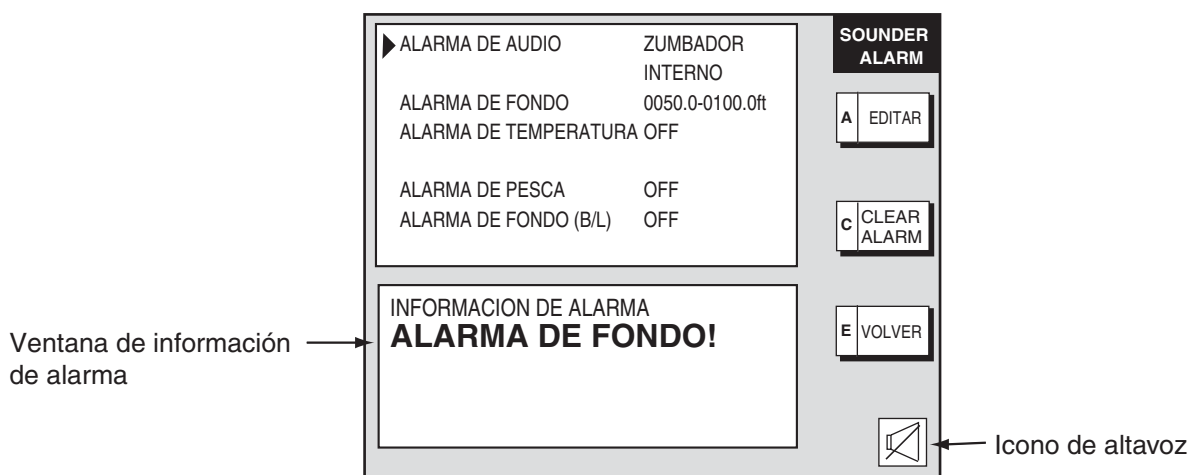 ALARMA DE AUDIO ZUMBADOR
INTERNO
ALARMA DE FONDO 0050.0-0100.0ft
ALARMA DE TEMPERATURA OFF
ALARMA DE PESCA OFF
ALARMA DE FONDO (B/L) OFF
SOUNDER
ALARM
A EDITAR
C CLEAR
ALARM
E VOLVER
INFORMACION DE ALARMA
ALARMA DE FONDO!
Ventana de información
de alarma
Icono de altavoz